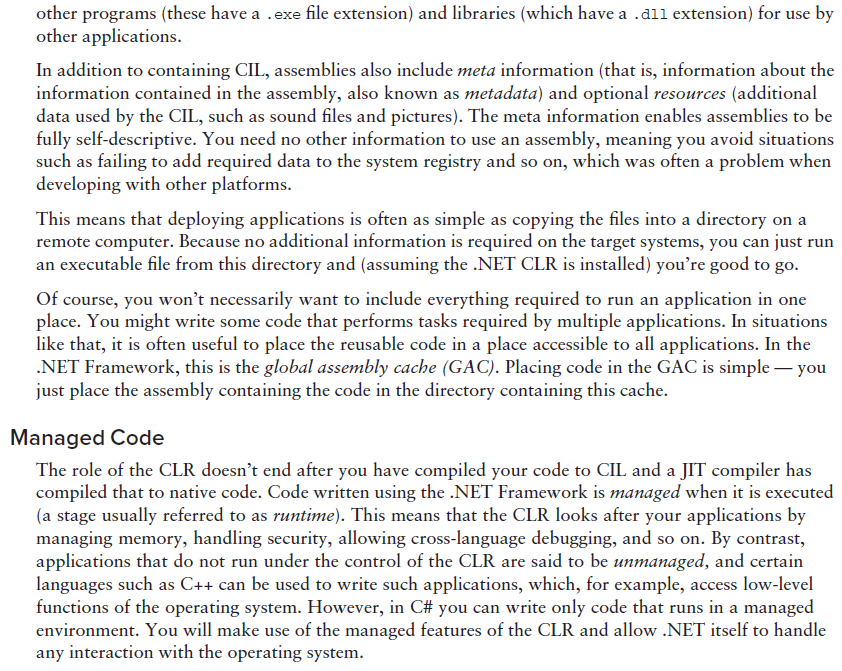 other programs (these have a .exe file extension) and libraries (which have a .dll extension) for use by
other applications.
In addition to containing CIL, assemblies also include meta information (that is, information about the
information contained in the assembly, also known as metadata) and optional resources (additional
data used by the CIL, such as sound files and pictures). The meta information enables assemblies to be
fully self-descriptive. You need no other information to use an assembly, meaning you avoid situations
such as failing to add required data to the system registry and so on, which was often a problem when
developing with other platforms.
This means that deploying applications is often as simple as copying the files into a directory on a
remote computer. Because no additional information is required on the target systems, you can just run
an executable file from this directory and (assuming the .NET CLR is installed) you're good to go.
Of course, you won't necessarily want to include everything required to run an application in one
place. You might write some code that performs tasks required by multiple applications. In situations
like that, it is often useful to place the reusable code in a place accessible to all applications. In the
.NET Framework, this is the global assembly cache (GAC). Placing code in the GAC is simple — you
just place the assembly containing the code in the directory containing this cache.
Managed Code
The role of the CLR doesn't end after you have compiled your code to CIL and a JIT compiler has
compiled that to native code. Code written using the .NET Framework is managed when it is executed
(a stage usually referred to as runtime). This means that the CLR looks after your applications by
managing memory, handling security, allowing cross-language debugging, and so on. By contrast,
applications that do not run under the control of the CLR are said to be unmanaged, and certain
languages such as C++ can be used to write such applications, which, for example, access low-level
functions of the operating system. However, in C# you can write only code that runs in a managed
environment. You will make use of the managed features of the CLR and allow .NET itself to handle
any interaction with the operating system.